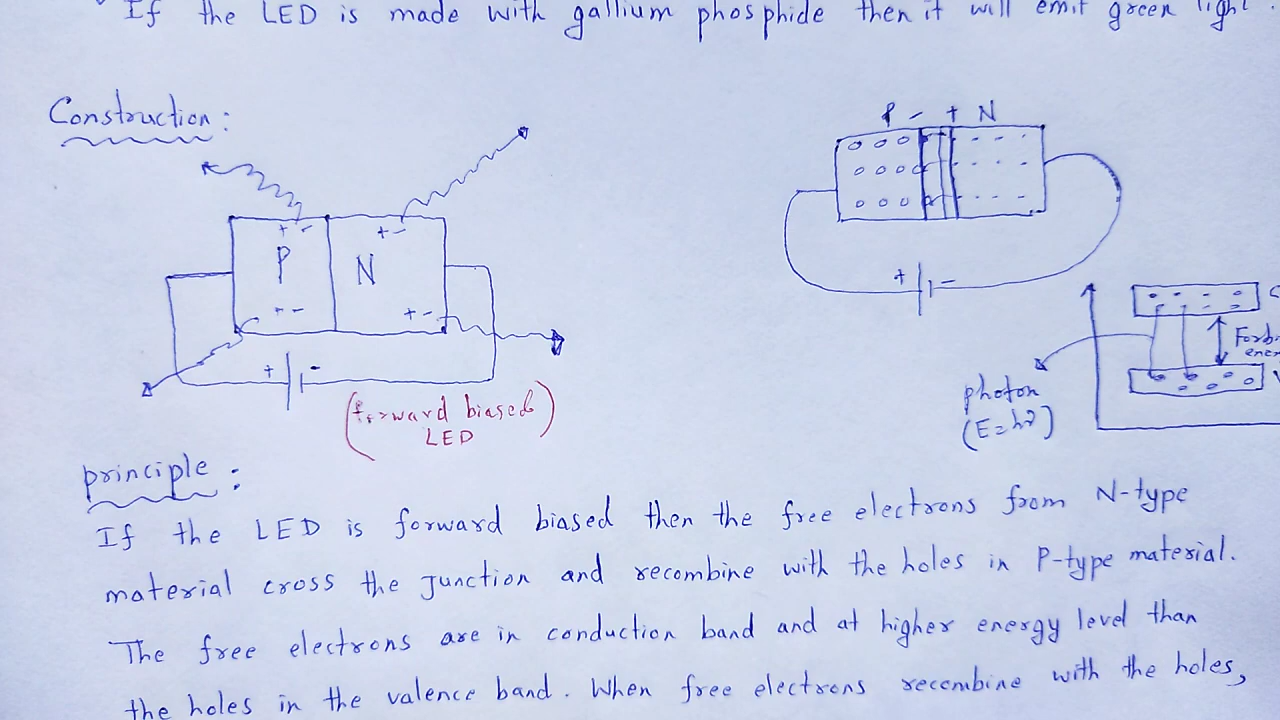 If the LED is made with gallium phosphide then it will emit green light.
Construction :
P - + N
+ -
+ -
P
N
+ -
+ -
+ -
+ -
(forward biased
LED)
photon
(E=hν)
principle :
If the LED is forward biased then the free electrons from N-type
material cross the junction and recombine with the holes in P-type material.
The free electrons are in conduction band and at higher energy level than
the holes in the valence band. When free electrons recombine with the holes,